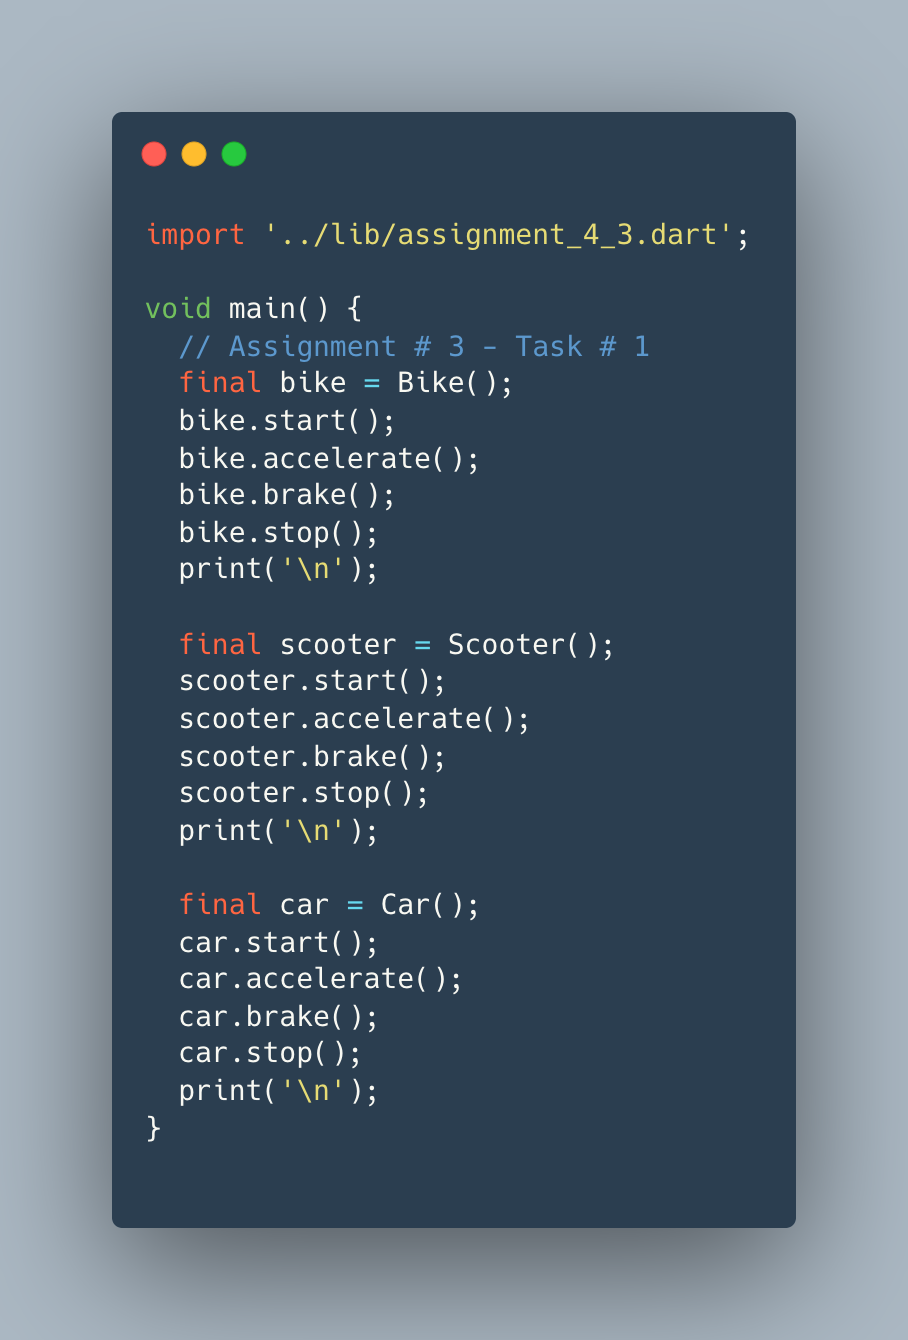 import '../lib/assignment_4_3.dart';

void main() {
  // Assignment # 3 - Task # 1
  final bike = Bike();
  bike.start();
  bike.accelerate();
  bike.brake();
  bike.stop();
  print('\n');

  final scooter = Scooter();
  scooter.start();
  scooter.accelerate();
  scooter.brake();
  scooter.stop();
  print('\n');

  final car = Car();
  car.start();
  car.accelerate();
  car.brake();
  car.stop();
  print('\n');
}